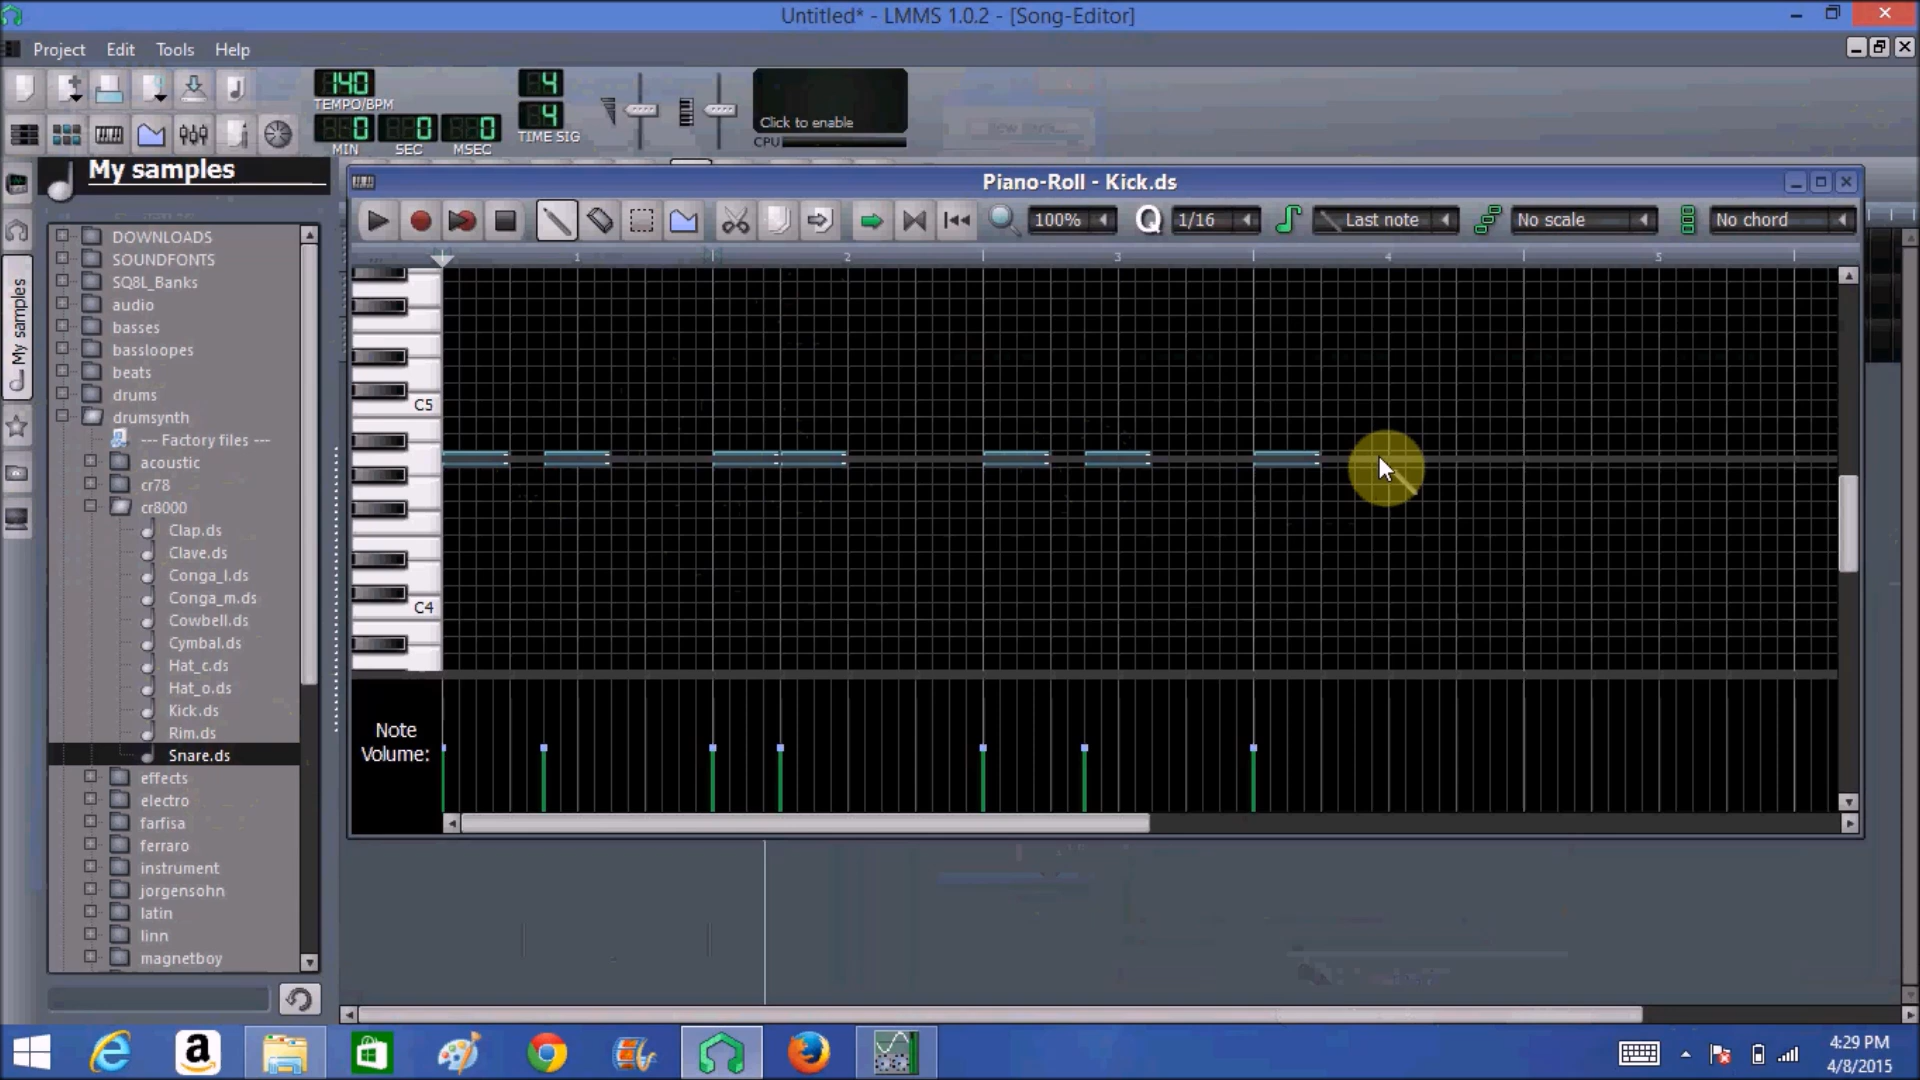 Untitled* - LMMS 1.0.2 - [Song-Editor]
Project Edit Tools Help
140
TEMPO/BPM
4
4
TIME SIG
0 0 0
MIN SEC MSEC
Click to enable
CPU
My samples
My samples
Piano-Roll - Kick.ds
100% Q 1/16 Last note No scale No chord
1 2 3 4 5
DOWNLOADS
SOUNDFONTS
SQ8L_Banks
audio
basses
bassloopes
beats
drums
drumsynth
--- Factory files ---
acoustic
cr78
cr8000
Clap.ds
Clave.ds
Conga_l.ds
Conga_m.ds
Cowbell.ds
Cymbal.ds
Hat_c.ds
Hat_o.ds
Kick.ds
Rim.ds
Snare.ds
effects
electro
farfisa
ferraro
instrument
jorgensohn
latin
linn
magnetboy
C5
C4
Note
Volume:
4:29 PM
4/8/2015